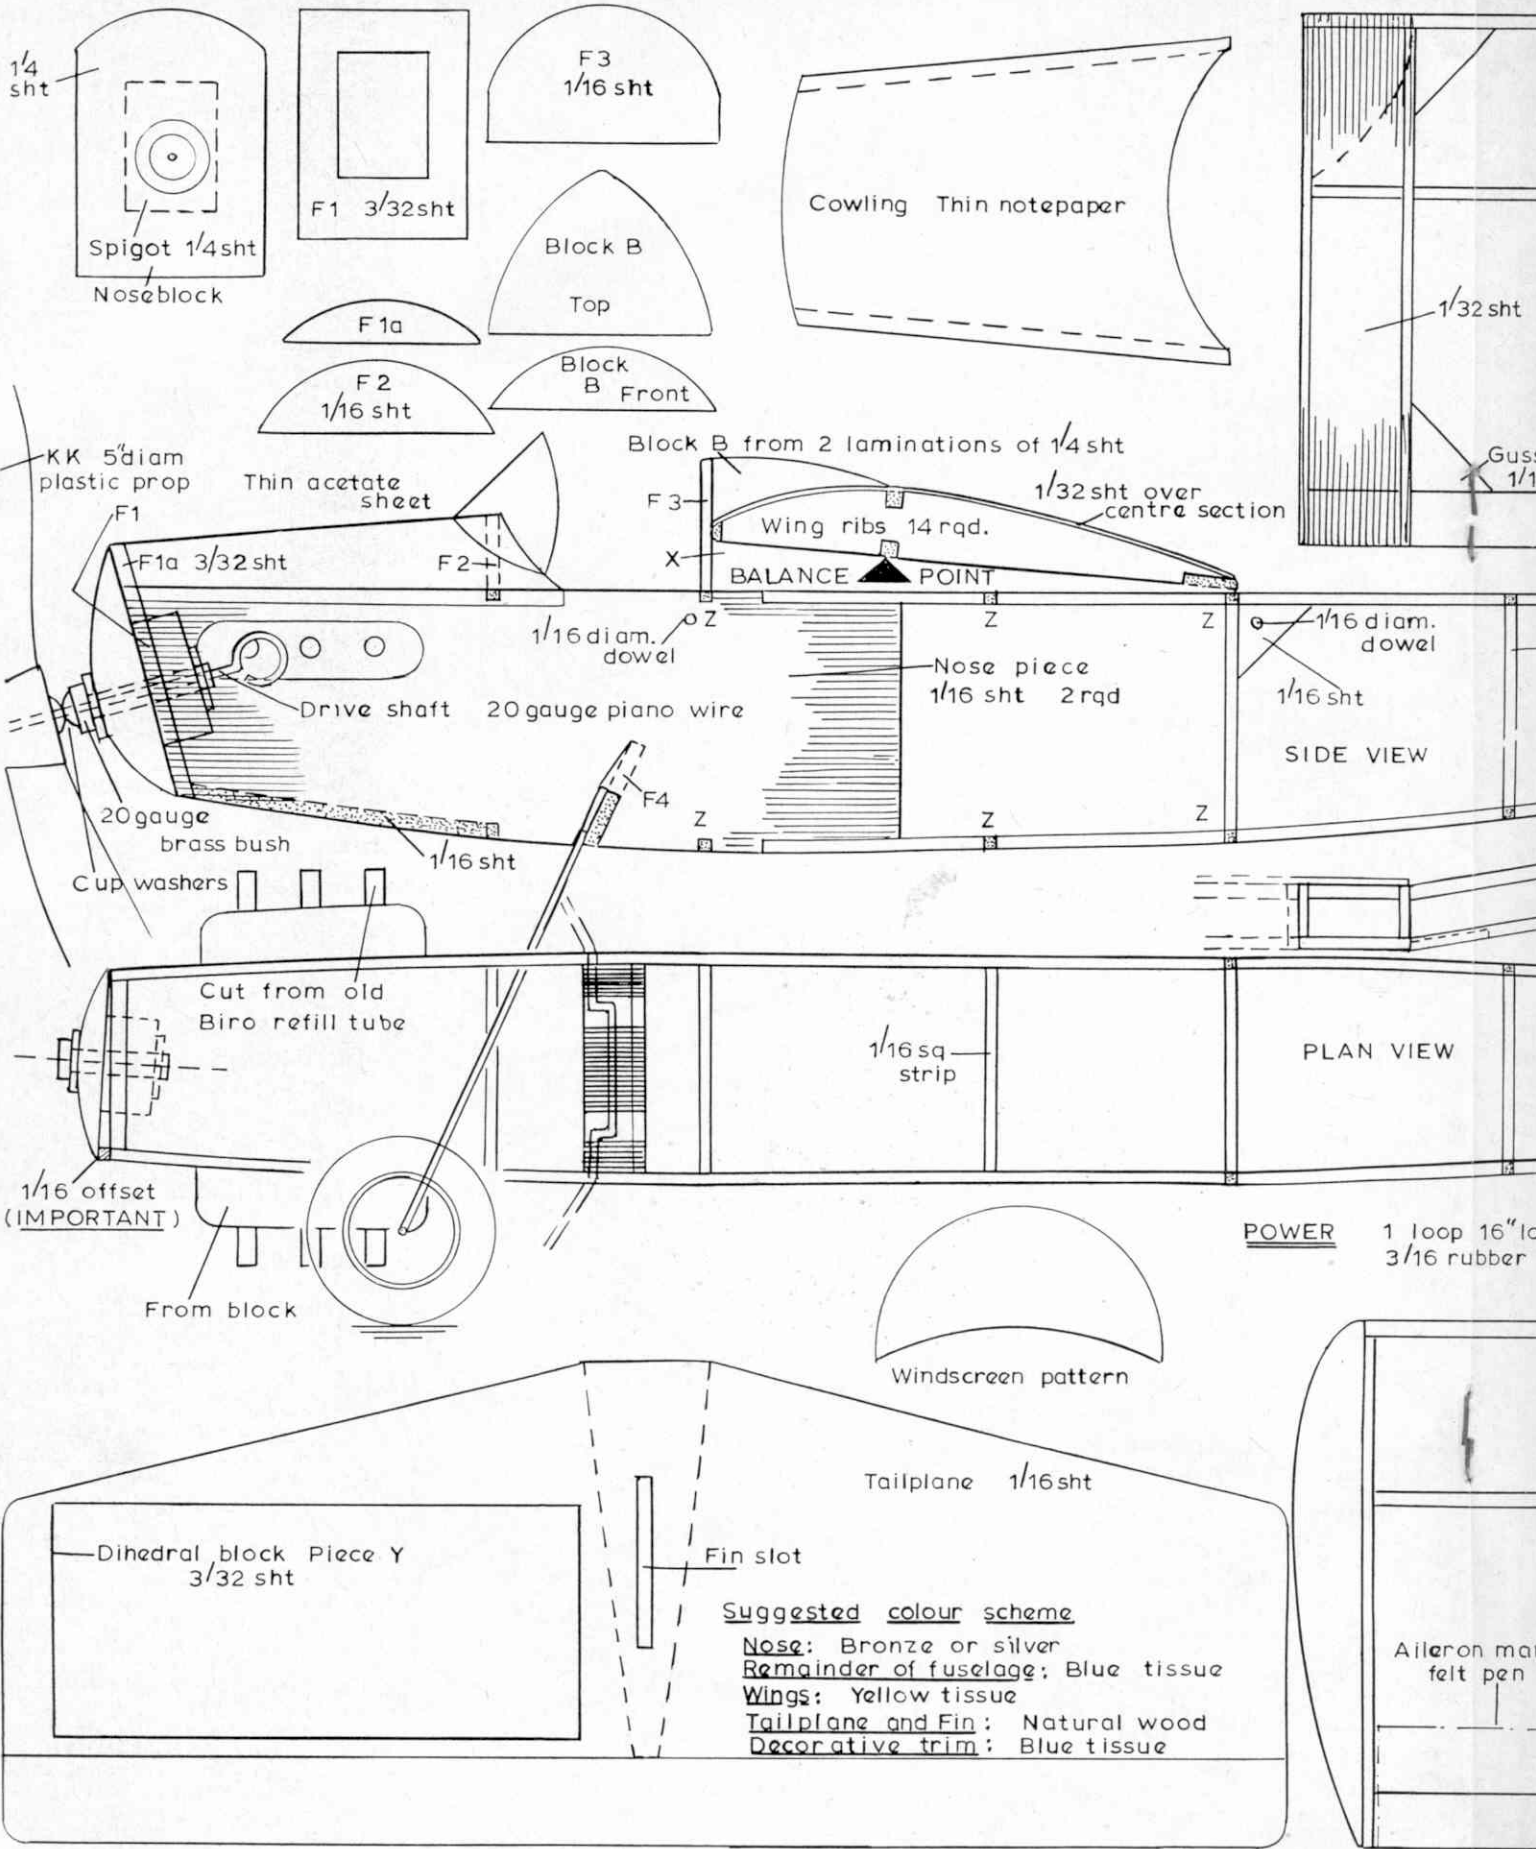 1/4
sht
Spigot 1/4 sht
Noseblock
F1 3/32 sht
F3
1/16 sht
Block B
Top
F1a
F2
1/16 sht
Block
B Front
Cowling Thin notepaper
1/32 sht
KK 5"diam
plastic prop
F1
Thin acetate
sheet
F1a 3/32 sht
F2
Block B from 2 laminations of 1/4 sht
F3
Wing ribs 14 rqd.
X
1/32 sht over
centre section
BALANCE POINT
1/16 diam.
dowel
Z
Z
Z
1/16 diam.
dowel
1/16 sht
Nose piece
1/16 sht 2 rqd
Drive shaft 20 gauge piano wire
SIDE VIEW
F4
Z
Z
Z
20 gauge
brass bush
1/16 sht
Cup washers
Cut from old
Biro refill tube
1/16 sq
strip
PLAN VIEW
1/16 offset
(IMPORTANT)
From block
POWER 1 loop 16"
3/16 rubber
Windscreen pattern
Tailplane 1/16 sht
Dihedral block Piece Y
3/32 sht
Fin slot
Suggested colour scheme
Nose: Bronze or silver
Remainder of fuselage: Blue tissue
Wings: Yellow tissue
Tailplane and Fin: Natural wood
Decorative trim: Blue tissue
Aileron
felt pen